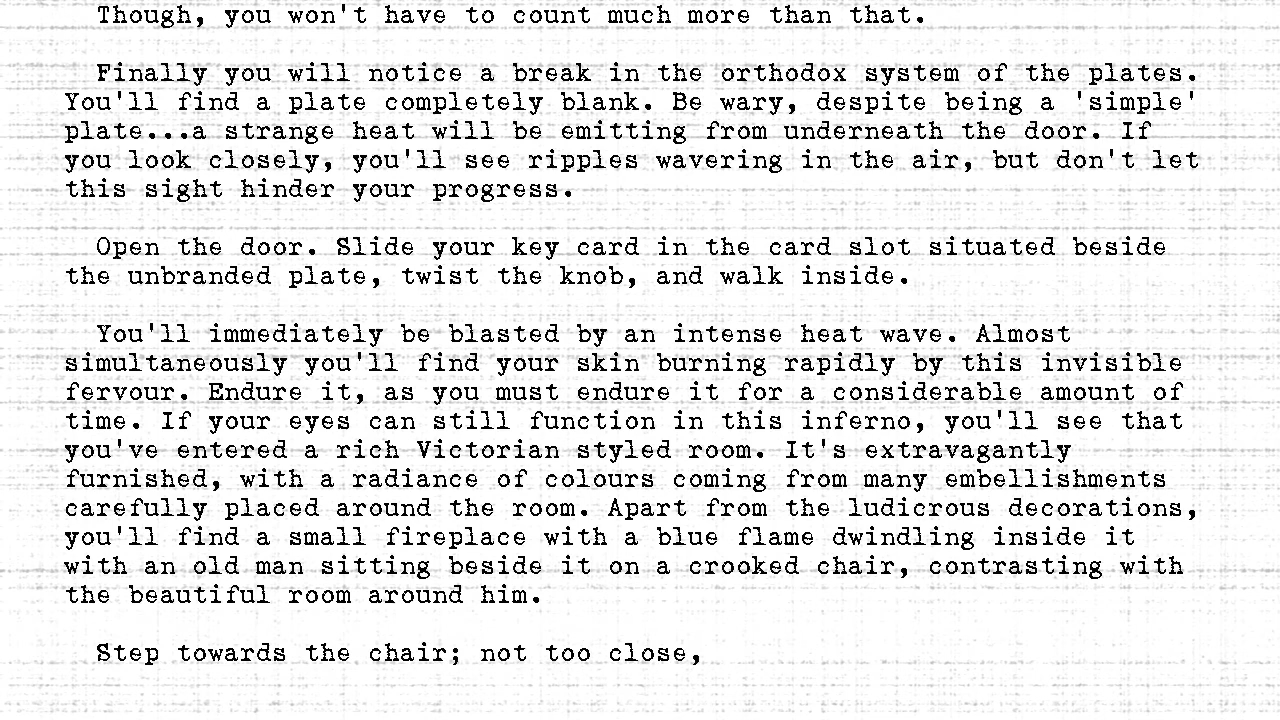 Though, you won't have to count much more than that.
Finally you will notice a break in the orthodox system of the plates.
You'll find a plate completely blank. Be wary, despite being a 'simple'
plate...a strange heat will be emitting from underneath the door. If
you look closely, you'll see ripples wavering in the air, but don't let
this sight hinder your progress.
Open the door. Slide your key card in the card slot situated beside
the unbranded plate, twist the knob, and walk inside.
You'll immediately be blasted by an intense heat wave. Almost
simultaneously you'll find your skin burning rapidly by this invisible
fervour. Endure it, as you must endure it for a considerable amount of
time. If your eyes can still function in this inferno, you'll see that
you've entered a rich Victorian styled room. It's extravagantly
furnished, with a radiance of colours coming from many embellishments
carefully placed around the room. Apart from the ludicrous decorations,
you'll find a small fireplace with a blue flame dwindling inside it
with an old man sitting beside it on a crooked chair, contrasting with
the beautiful room around him.
Step towards the chair; not too close,